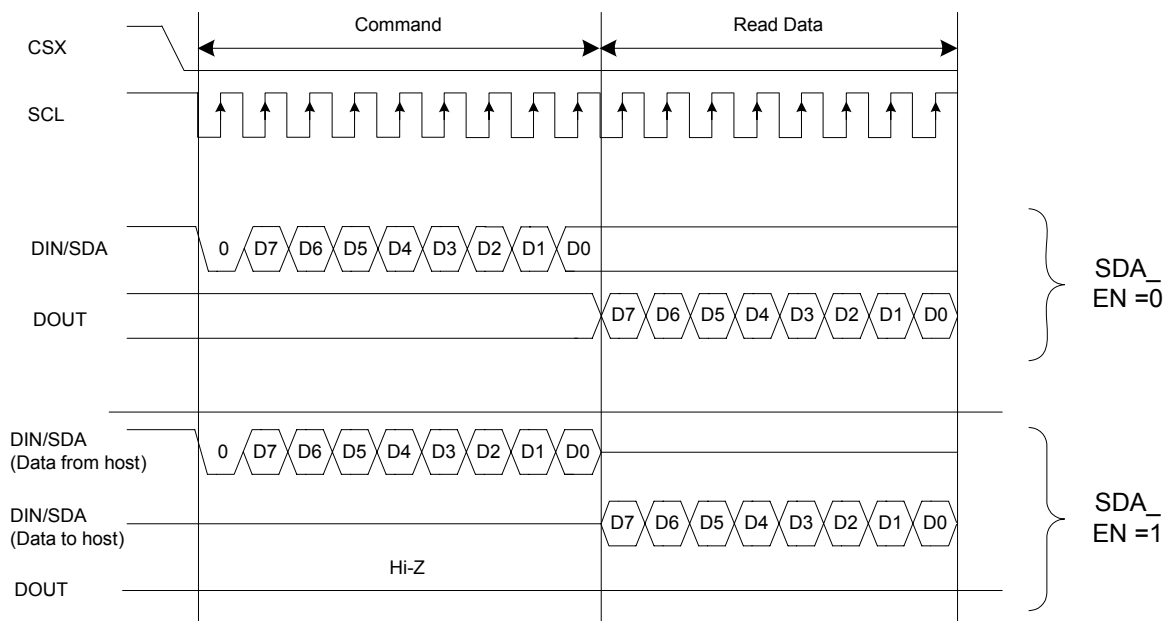 Command
Read Data
CSX
SCL
DIN/SDA
0 D7 D6 D5 D4 D3 D2 D1 D0
DOUT
D7 D6 D5 D4 D3 D2 D1 D0
SDA_
EN =0
DIN/SDA
(Data from host)
0 D7 D6 D5 D4 D3 D2 D1 D0
DIN/SDA
(Data to host)
D7 D6 D5 D4 D3 D2 D1 D0
Hi-Z
DOUT
SDA_
EN =1